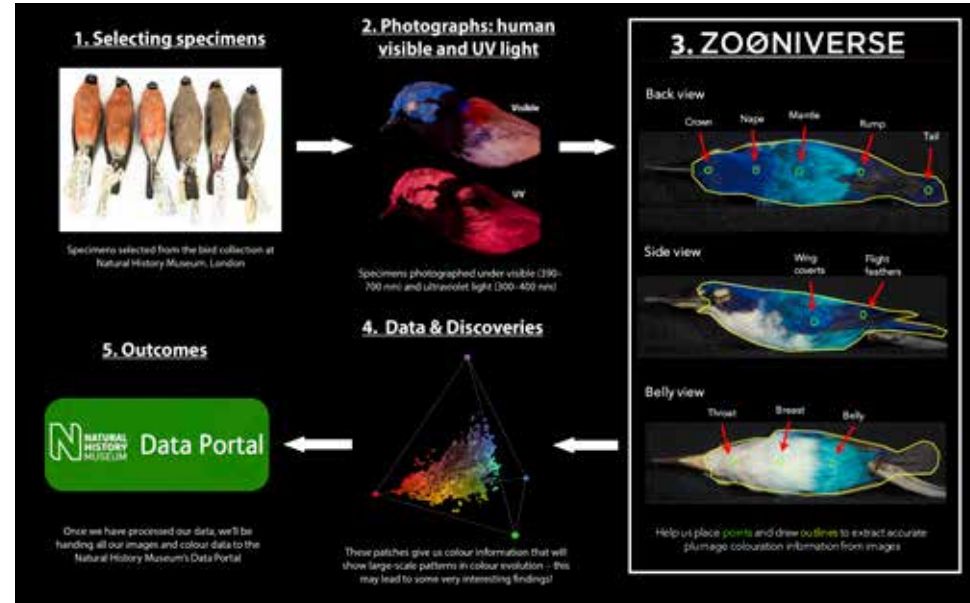 1. Selecting specimens
Specimens selected from the bird collection at
Natural History Museum, London
2. Photographs: human
visible and UV light
Visible
UV
Specimens photographed under visible (390–
700 nm) and ultraviolet light (300–400 nm)
3. ZOØNIVERSE
Back view
Crown
Nape
Mantle
Rump
Tail
Side view
Wing
coverts
Flight
feathers
Belly view
Throat
Breast
Belly
Help us place points and draw outlines to extract accurate
plumage colouration information from images
4. Data & Discoveries
These patches give us colour information that will
show large-scale patterns in colour evolution – this
may lead to some very interesting findings!
5. Outcomes
NATURAL
HISTORY
MUSEUM
Data Portal
Once we have processed our data, we'll be
handing all our images and colour data to the
Natural History Museum's Data Portal